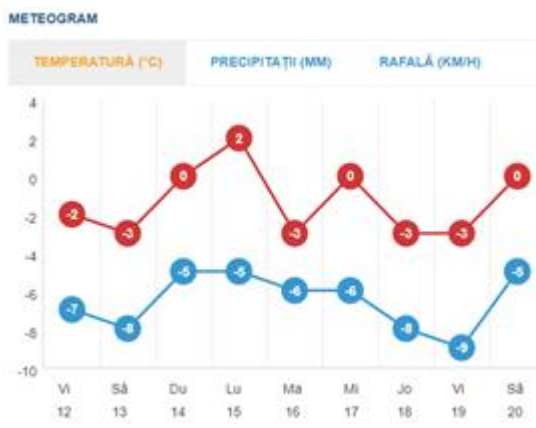 METEOGRAM
TEMPERATURĂ (°C) PRECIPITAȚII (MM) RAFALĂ (KM/H)
4
2
0
-2
-4
-6
-8
-10
-2 -3 0 2 -3 0 -3 -3 0
-7 -8 -5 -5 -6 -6 -8 -9 -5
Vi Sâ Du Lu Ma Mi Jo Vi Sâ
12 13 14 15 16 17 18 19 20